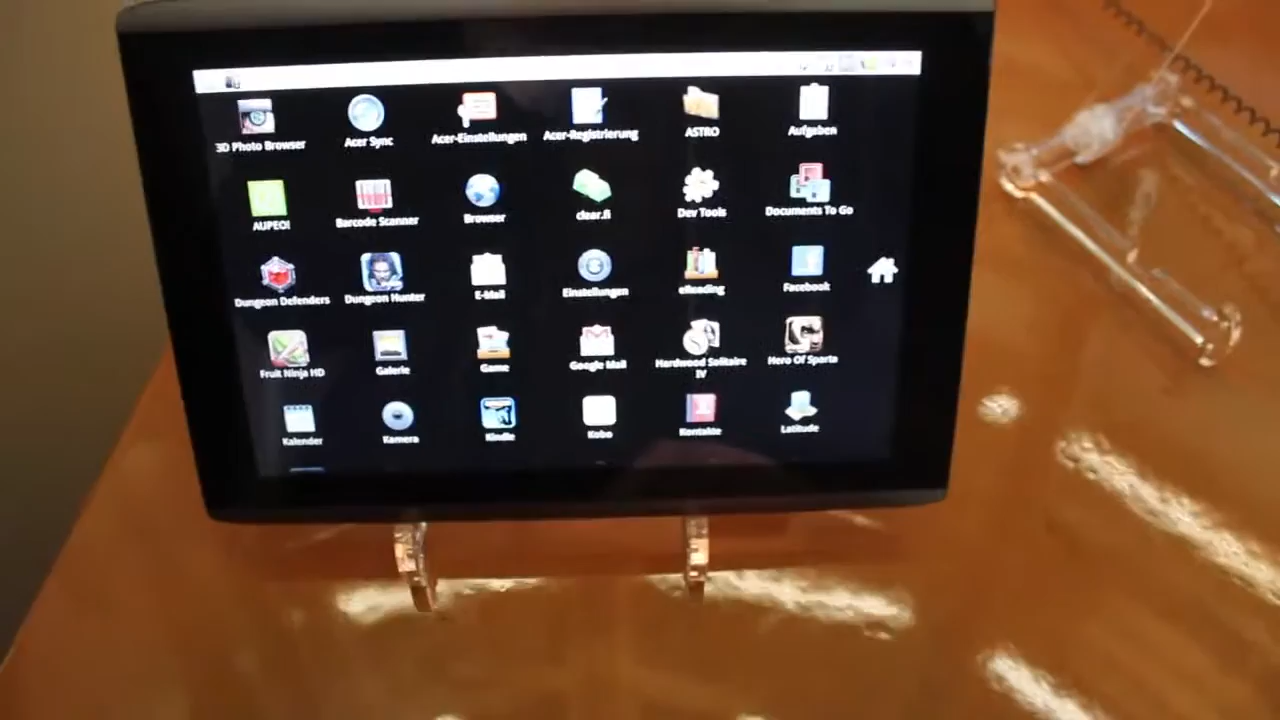 3D Photo Browser
Acer Sync
Acer-Einstellungen
Acer-Registrierung
ASTRO
Aufgaben
AUPEO!
Barcode Scanner
Browser
clear.fi
Dev Tools
Documents To Go
Dungeon Defenders
Dungeon Hunter
E-Mail
Einstellungen
eReading
Facebook
Fruit Ninja HD
Galerie
Game
Google Mail
Hardwood Solitaire
IV
Hero Of Sparta
Kalender
Kamera
Kindle
Kobo
Kontakte
Latitude